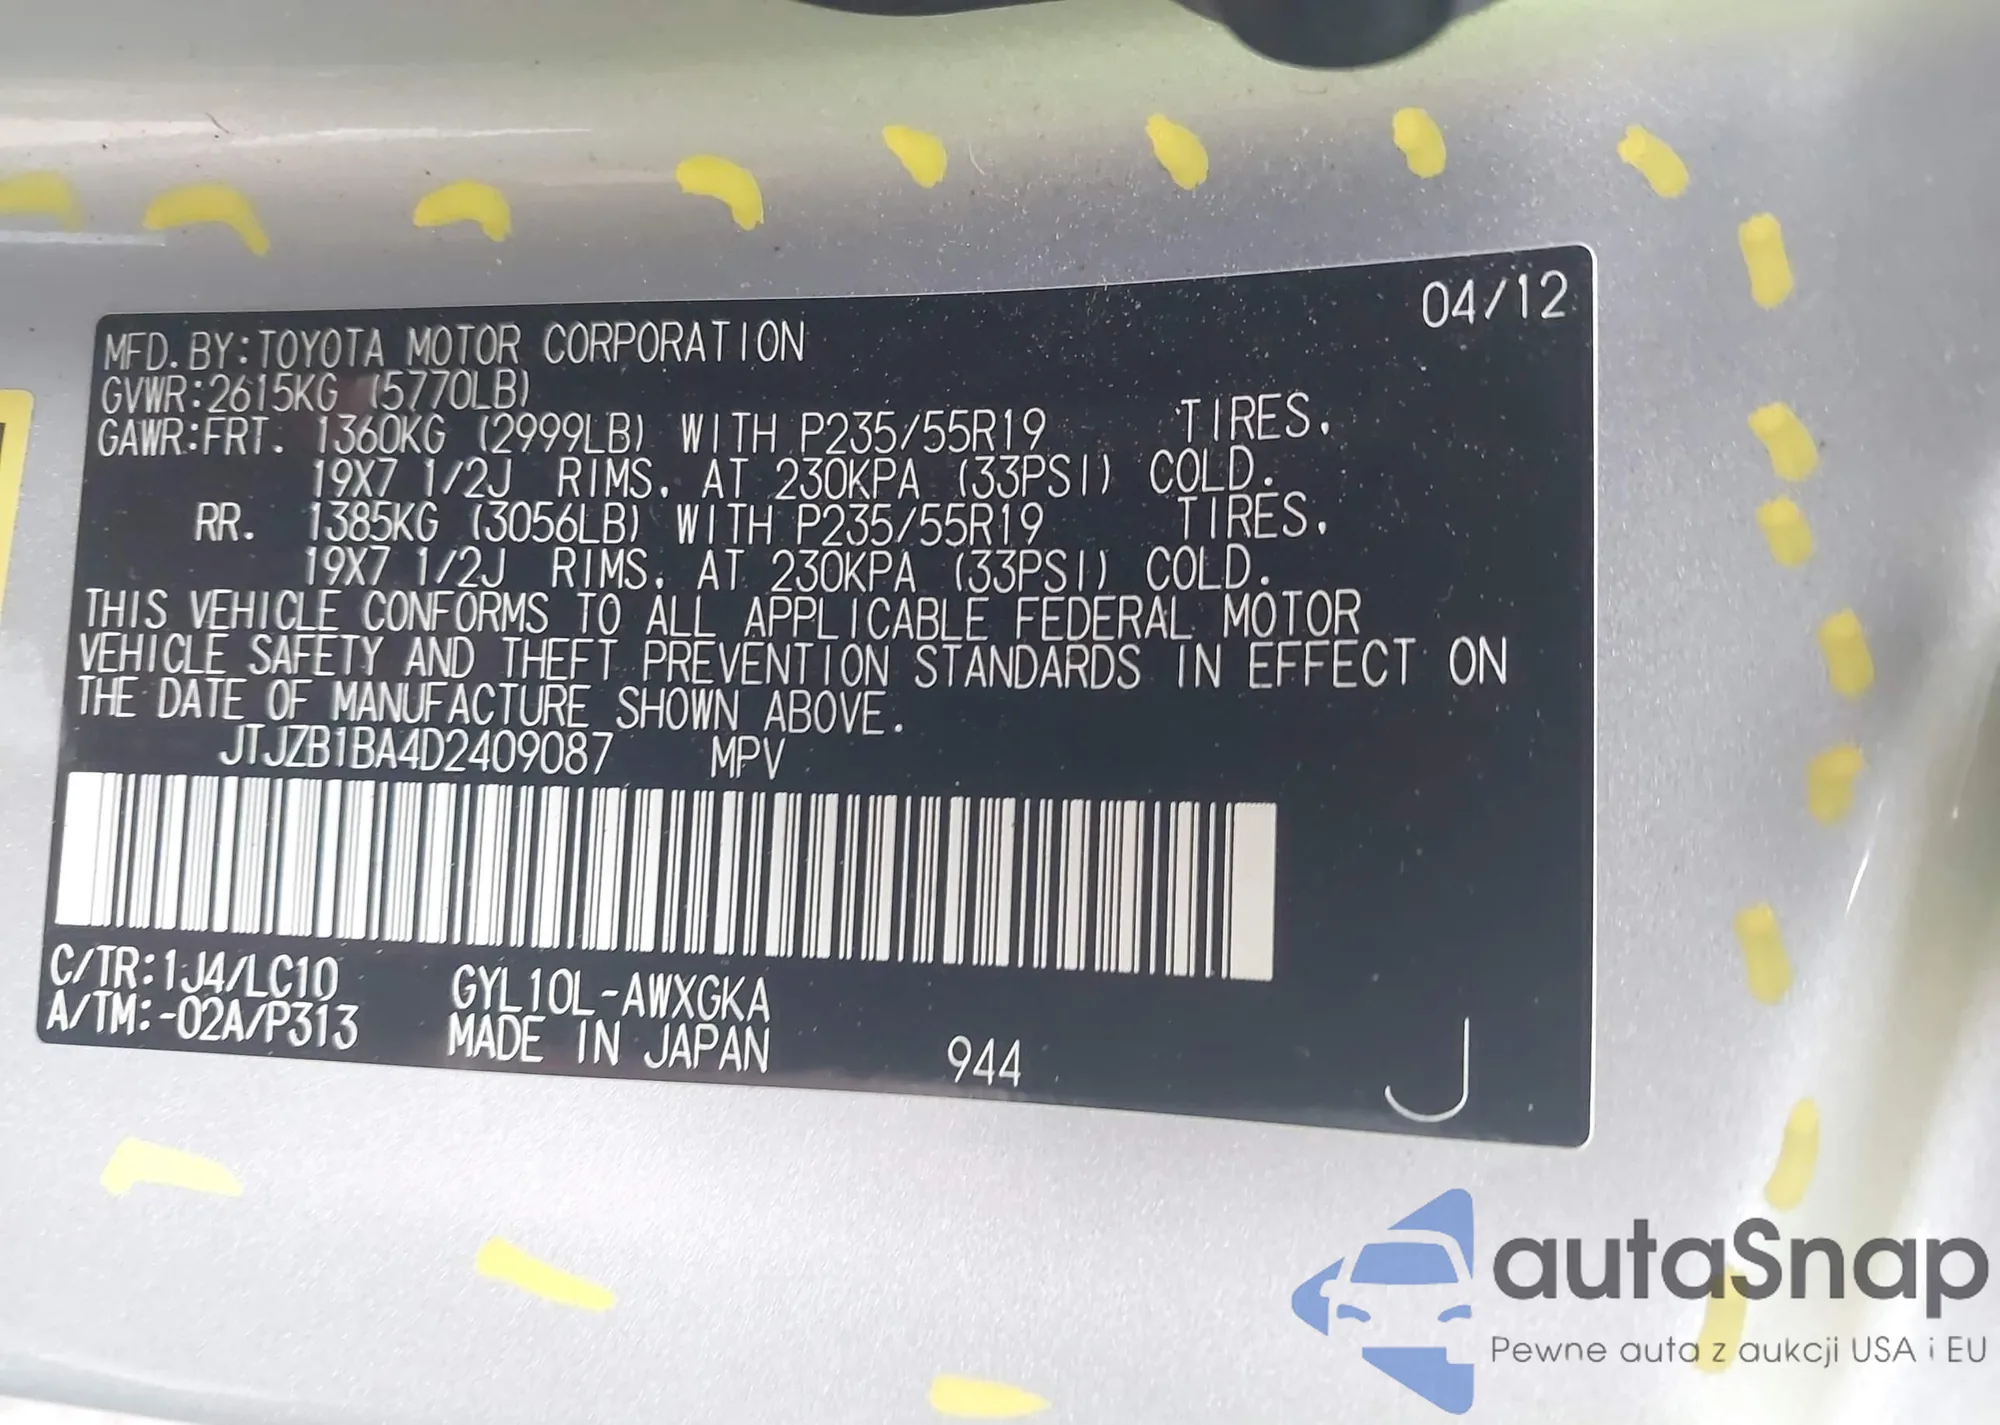 04/12
MFD.BY:TOYOTA MOTOR CORPORATION
GVWR:2615KG (5770LB)
GAWR:FRT. 1360KG (2999LB) WITH P235/55R19 TIRES.
19X7 1/2J RIMS, AT 230KPA (33PSI) COLD.
RR. 1385KG (3056LB) WITH P235/55R19 TIRES.
19X7 1/2J RIMS, AT 230KPA (33PSI) COLD.
THIS VEHICLE CONFORMS TO ALL APPLICABLE FEDERAL MOTOR
VEHICLE SAFETY AND THEFT PREVENTION STANDARDS IN EFFECT ON
THE DATE OF MANUFACTURE SHOWN ABOVE.
JTJZB1BA4D2409087 MPV
C/TR:1J4/LC10 GYL10L-AWXGKA
A/TM:-02A/P313 MADE IN JAPAN 944
J
autaSnap
Pewne auta z aukcji USA i EU